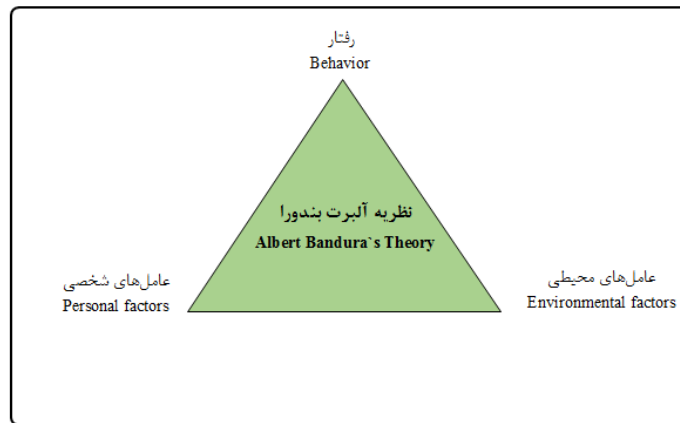 رفتار
Behavior
نظریه آلبرت بندورا
Albert Bandura`s Theory
عامل‌های شخصی
Personal factors
عامل‌های محیطی
Environmental factors